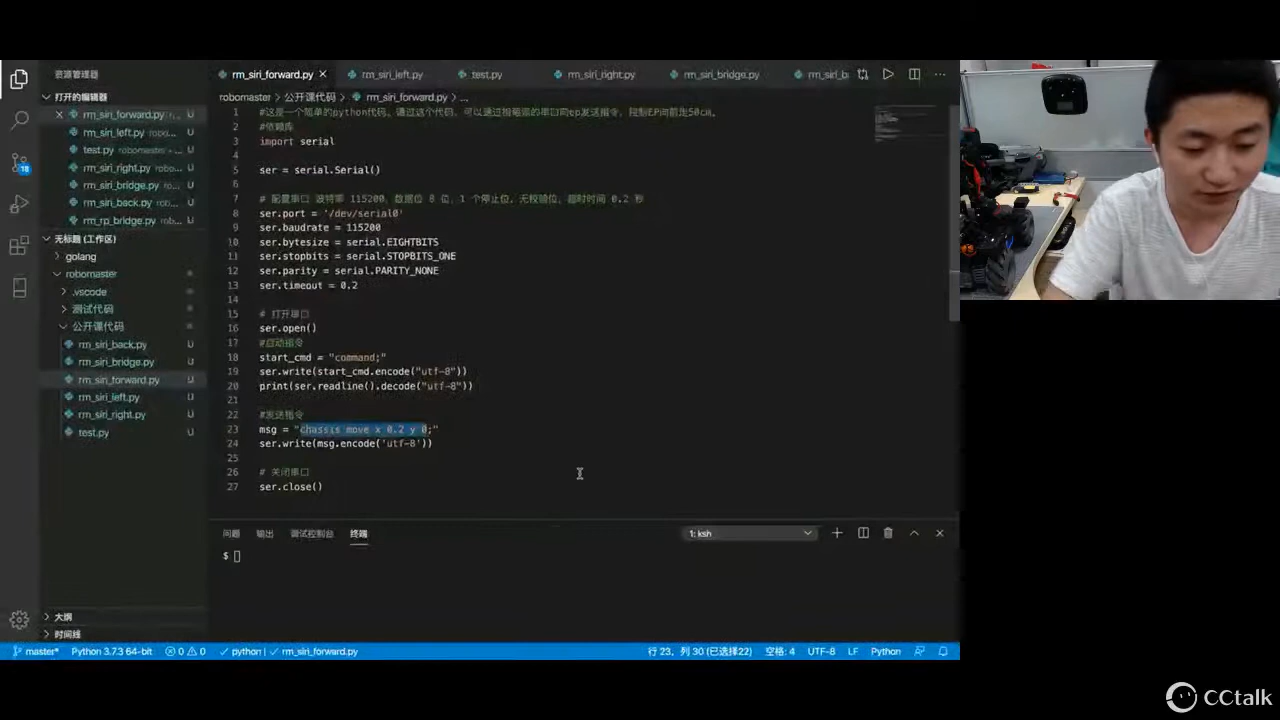 资源管理器
rm_siri_forward.py ×
rm_siri_left.py
test.py
rm_siri_right.py
rm_siri_bridge.py
rm_siri_b
打开的编辑器
robomaster > 公开课代码 > rm_siri_forward.py > ...
× rm_siri_forward.py r...
rm_siri_left.py robo...
test.py robomaster • ...
rm_siri_right.py robo...
rm_siri_bridge.py rob...
rm_siri_back.py rob...
rm_rp_bridge.py rob...
18
无标题 (工作区)
golang
robomaster
.vscode
测试代码
公开课代码
rm_siri_back.py U
rm_siri_bridge.py U
rm_siri_forward.py U
rm_siri_left.py U
rm_siri_right.py U
test.py U
大纲
时间线
1 #这是一个简单的python代码，通过这个代码，可以通过树莓派的串口向ep发送指令，控制EP向前走50cm。
2 #依赖库
3 import serial
4
5 ser = serial.Serial()
6
7 # 配置串口 波特率 115200，数据位 8 位，1 个停止位，无校验位，超时时间 0.2 秒
8 ser.port = '/dev/serial0'
9 ser.baudrate = 115200
10 ser.bytesize = serial.EIGHTBITS
11 ser.stopbits = serial.STOPBITS_ONE
12 ser.parity = serial.PARITY_NONE
13 ser.timeout = 0.2
14
15 # 打开串口
16 ser.open()
17 #启动指令
18 start_cmd = "command;"
19 ser.write(start_cmd.encode("utf-8"))
20 print(ser.readline().decode("utf-8"))
21
22 #发送指令
23 msg = "chassis move x 0.2 y 0;"
24 ser.write(msg.encode('utf-8'))
25
26 # 关闭串口
27 ser.close()
问题 输出 调试控制台 终端 1: ksh
$
master* Python 3.7.3 64-bit 0 0 python | rm_siri_forward.py 行 23，列 30 (已选择22) 空格: 4 UTF-8 LF Python
CCtalk